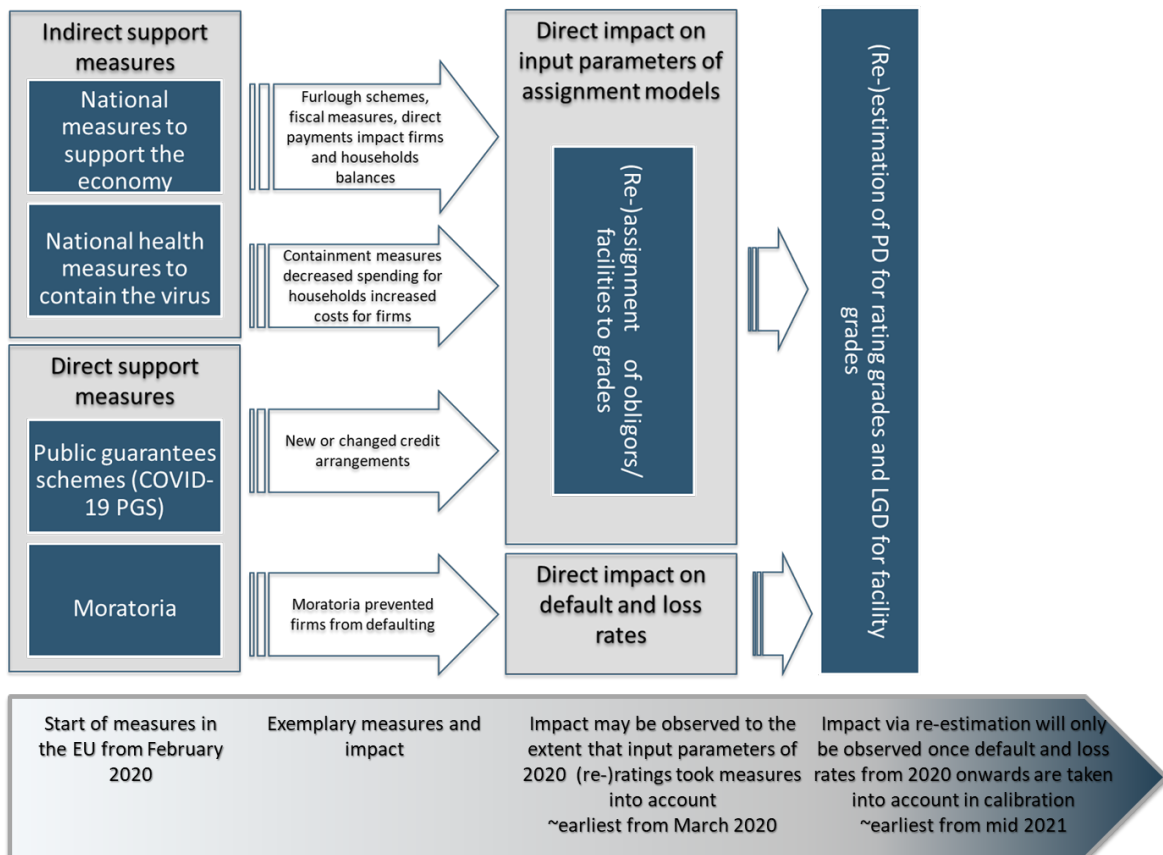 Indirect support
measures
National
measures to
support the
economy
National health
measures to
contain the virus
Direct support
measures
Public guarantees
schemes (COVID-
19 PGS)
Moratoria
Furlough schemes,
fiscal measures, direct
payments impact firms
and households
balances
Containment measures
decreased spending for
households increased
costs for firms
New or changed credit
arrangements
Moratoria prevented
firms from defaulting
Direct impact on
input parameters of
assignment models
(Re-)assignment of obligors/
facilities to grades
Direct impact on
default and loss
rates
(Re-)estimation of PD for rating grades and LGD for facility
grades
Start of measures in
the EU from February
2020
Exemplary measures and
impact
Impact may be observed to the
extent that input parameters of
2020 (re-)ratings took measures
into account
~earliest from March 2020
Impact via re-estimation will only
be observed once default and loss
rates from 2020 onwards are taken
into account in calibration
~earliest from mid 2021